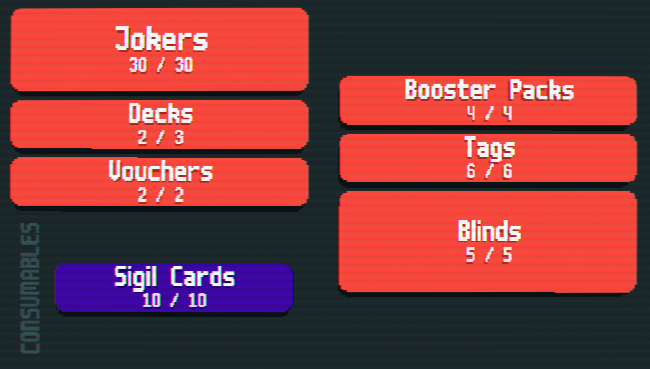 Jokers
30 / 30
Decks
2 / 3
Vouchers
2 / 2
CONSUMABLES
Sigil Cards
10 / 10
Booster Packs
4 / 4
Tags
6 / 6
Blinds
5 / 5